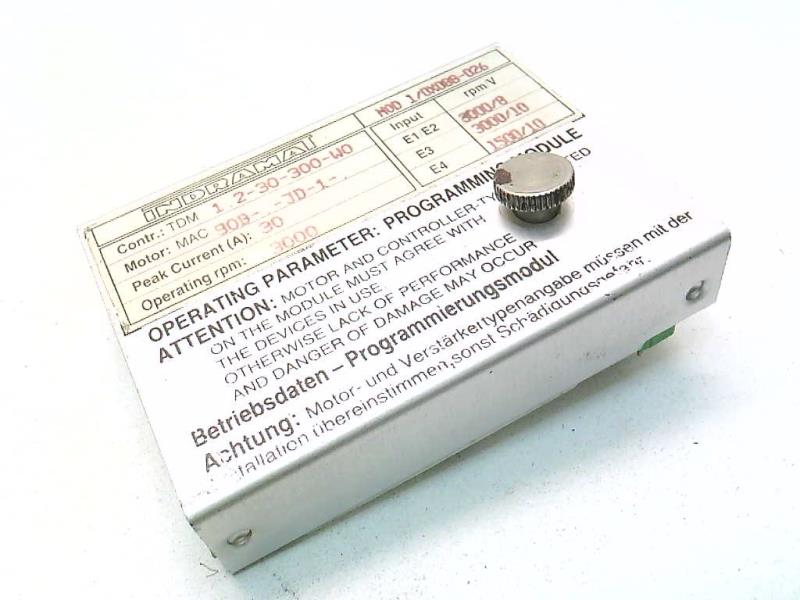 INDRAMAT MOD 1/0X088-026
Contr.: TDM 1.2-30-300-W0 Input rpm/V
Motor: MAC 90B-..-JD-1-. E1/E2 3000/8
Peak Current (A): 30 E3 3000/10
Operating rpm: 3000 E4 1500/10
OPERATING PARAMETER: PROGRAMMING MODULE
ATTENTION: MOTOR AND CONTROLLER-TY
ON THE MODULE MUST AGREE WITH
THE DEVICES IN USE.
OTHERWISE LACK OF PERFORMANCE
AND DANGER OF DAMAGE MAY OCCUR
Betriebsdaten – Programmierungsmodul
Achtung: Motor- und Verstärkertypenangabe müssen mit der
übereinstimmen, sonst Schädigungsgefahr.